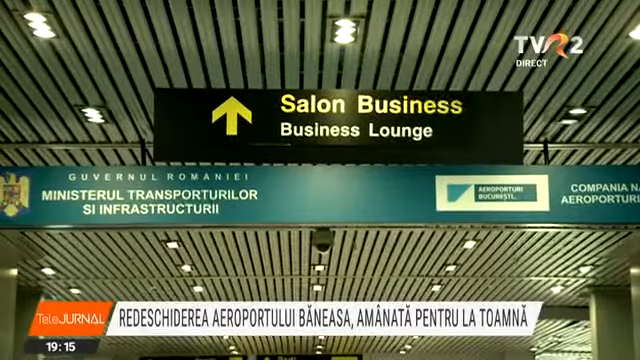 TVR2
DIRECT
Salon Business
Business Lounge
GUVERNUL ROMANIEI
MINISTERUL TRANSPORTURILOR
SI INFRASTRUCTURII
AEROPORTURI
BUCUREȘTI
COMPANIA NA
AEROPORTURI
TeleJURNAL
REDESCHIDEREA AEROPORTULUI BĂNEASA, AMÂNATĂ PENTRU LA TOAMNĂ
19:15